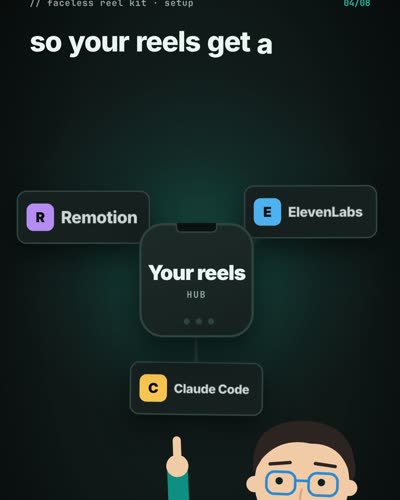 // faceless reel kit · setup
04/08
so your reels get a
R Remotion
E ElevenLabs
Your reels
HUB
C Claude Code